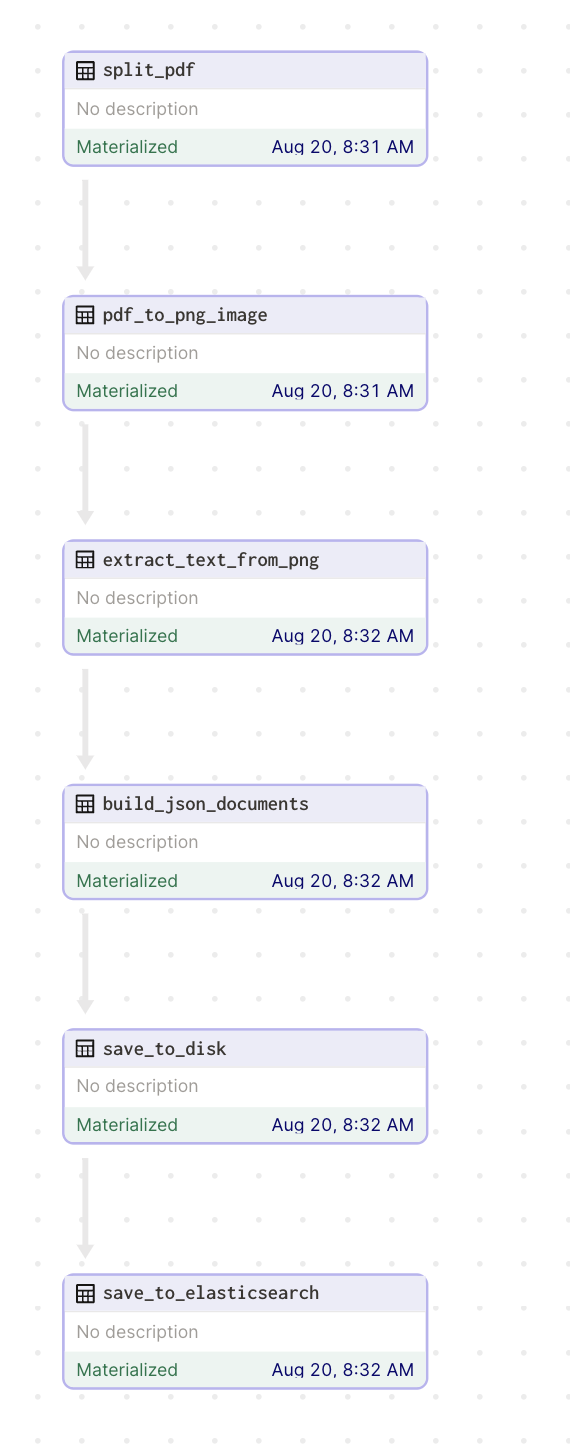 split_pdf
No description
Materialized Aug 20, 8:31 AM
pdf_to_png_image
No description
Materialized Aug 20, 8:31 AM
extract_text_from_png
No description
Materialized Aug 20, 8:32 AM
build_json_documents
No description
Materialized Aug 20, 8:32 AM
save_to_disk
No description
Materialized Aug 20, 8:32 AM
save_to_elasticsearch
No description
Materialized Aug 20, 8:32 AM